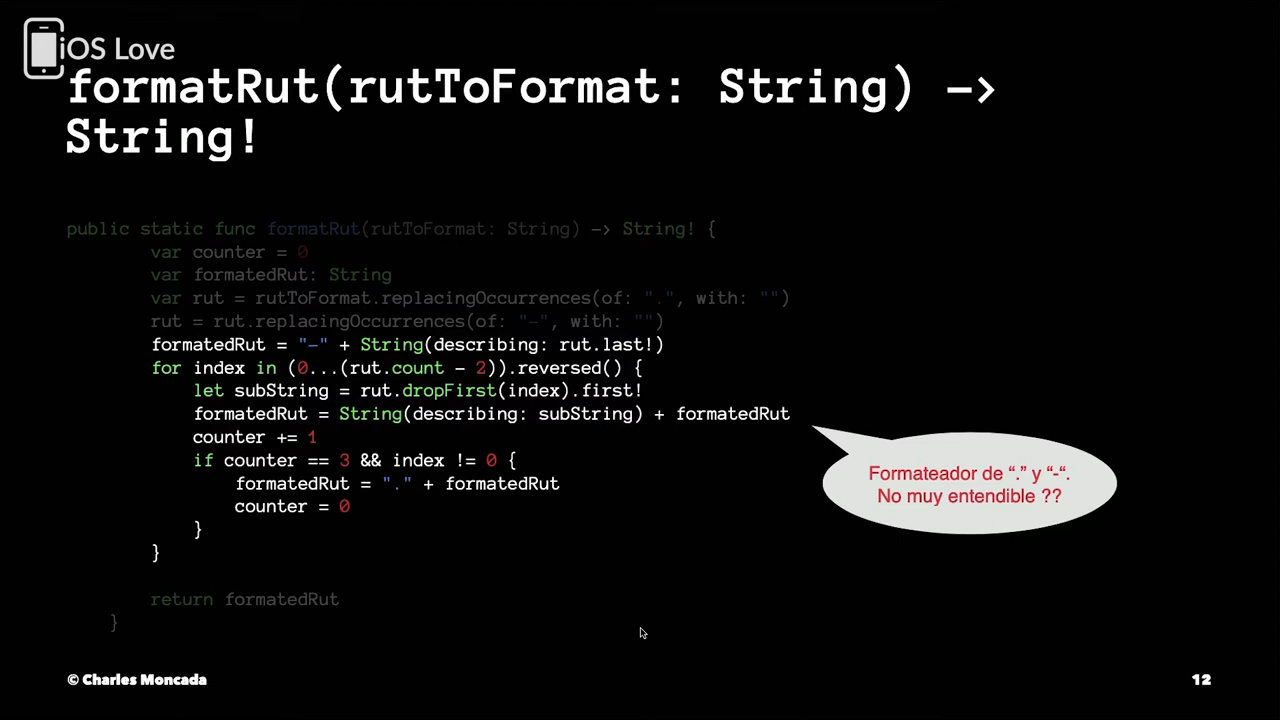 iOS Love
formatRut(rutToFormat: String) ->
String!
public static func formatRut(rutToFormat: String) -> String! {
var counter = 0
var formatedRut: String
var rut = rutToFormat.replacingOccurrences(of: ".", with: "")
rut = rut.replacingOccurrences(of: "-", with: "")
formatedRut = "-" + String(describing: rut.last!)
for index in (0...(rut.count - 2)).reversed() {
let subString = rut.dropFirst(index).first!
formatedRut = String(describing: subString) + formatedRut
counter += 1
if counter == 3 && index != 0 {
formatedRut = "." + formatedRut
counter = 0
}
}
return formatedRut
}
Formateador de “.” y “-“.
No muy entendible ??
© Charles Moncada
12